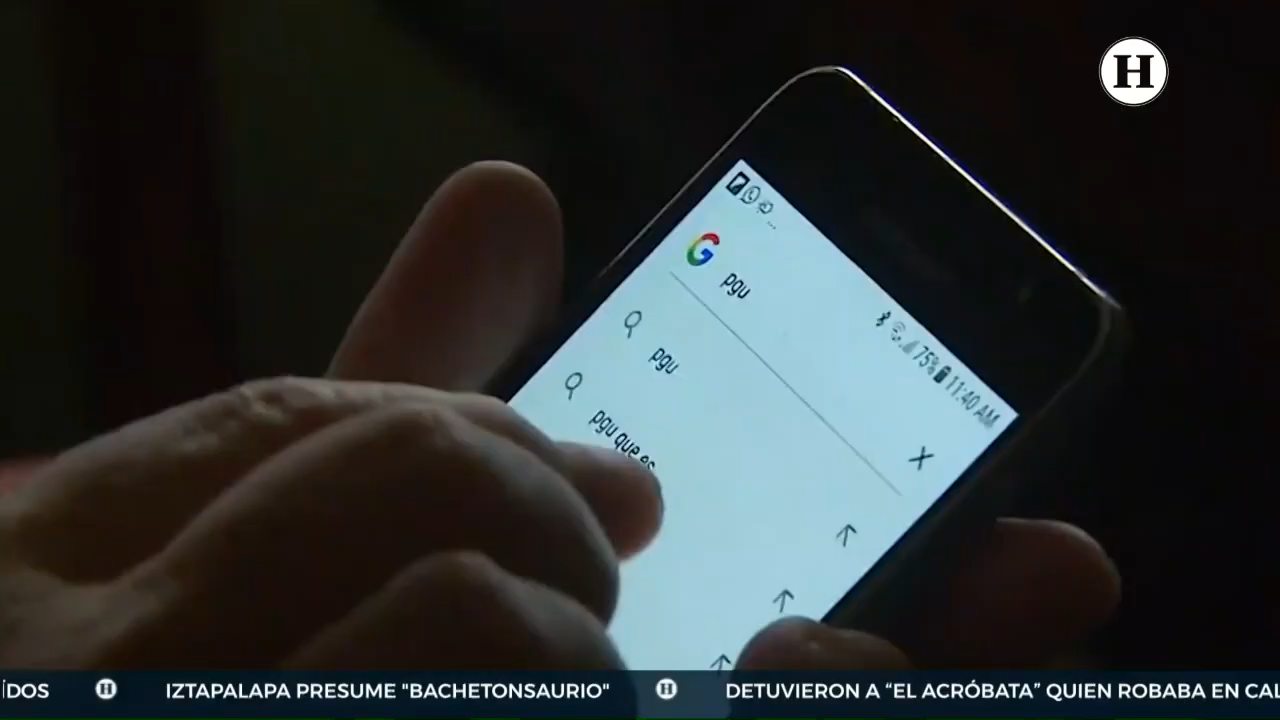 H
pgu
75% 11:40 AM
pgu
pgu que es
ÍDOS H IZTAPALAPA PRESUME "BACHETONSAURIO" H DETUVIERON A “EL ACRÓBATA” QUIEN ROBABA EN CAL